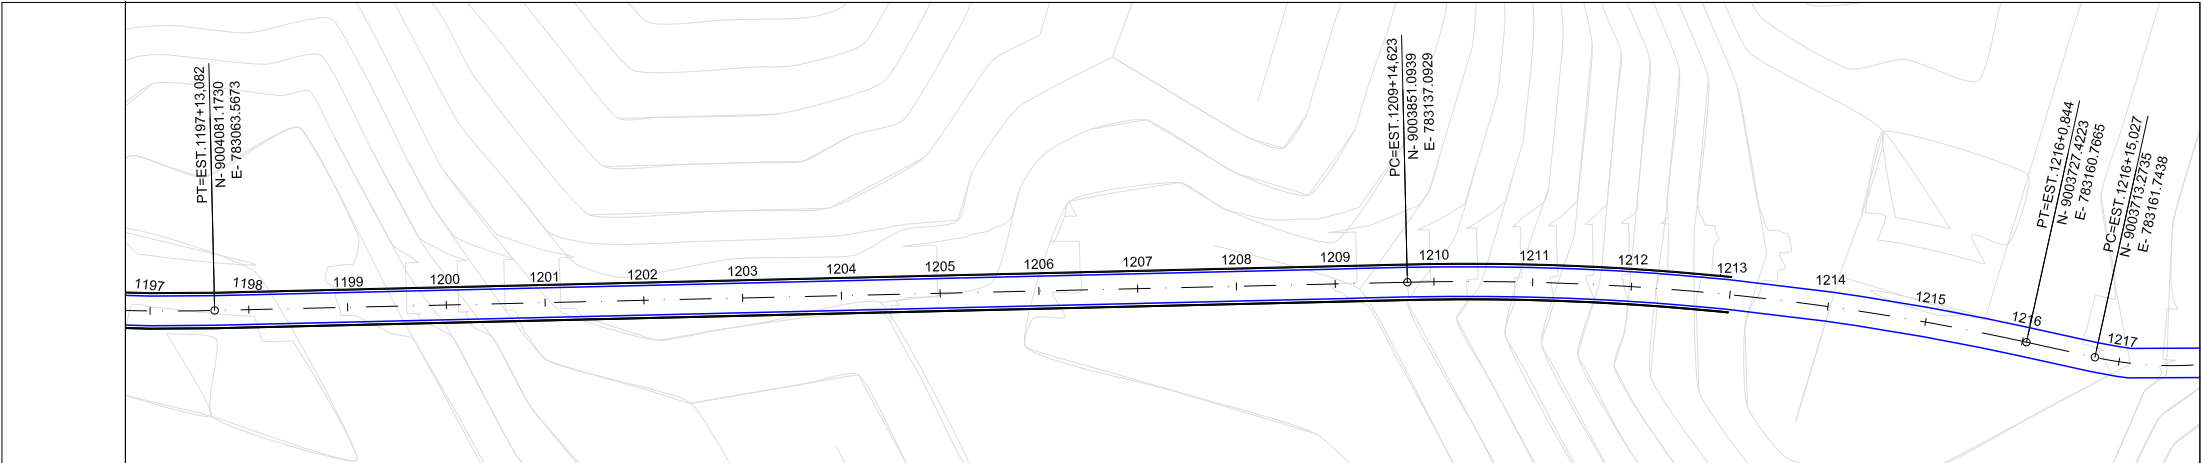 PT=EST.1197+13,082
N- 9004081.1730
E- 783063.5673
PC=EST.1209+14,623
N- 9003851.0939
E- 783137.0929
PT=EST.1216+0,844
N- 9003727.4223
E- 783160.7665
PC=EST.1216+15,027
N- 9003713.2735
E- 783161.7438
1197
1198
1199
1200
1201
1202
1203
1204
1205
1206
1207
1208
1209
1210
1211
1212
1213
1214
1215
1216
1217